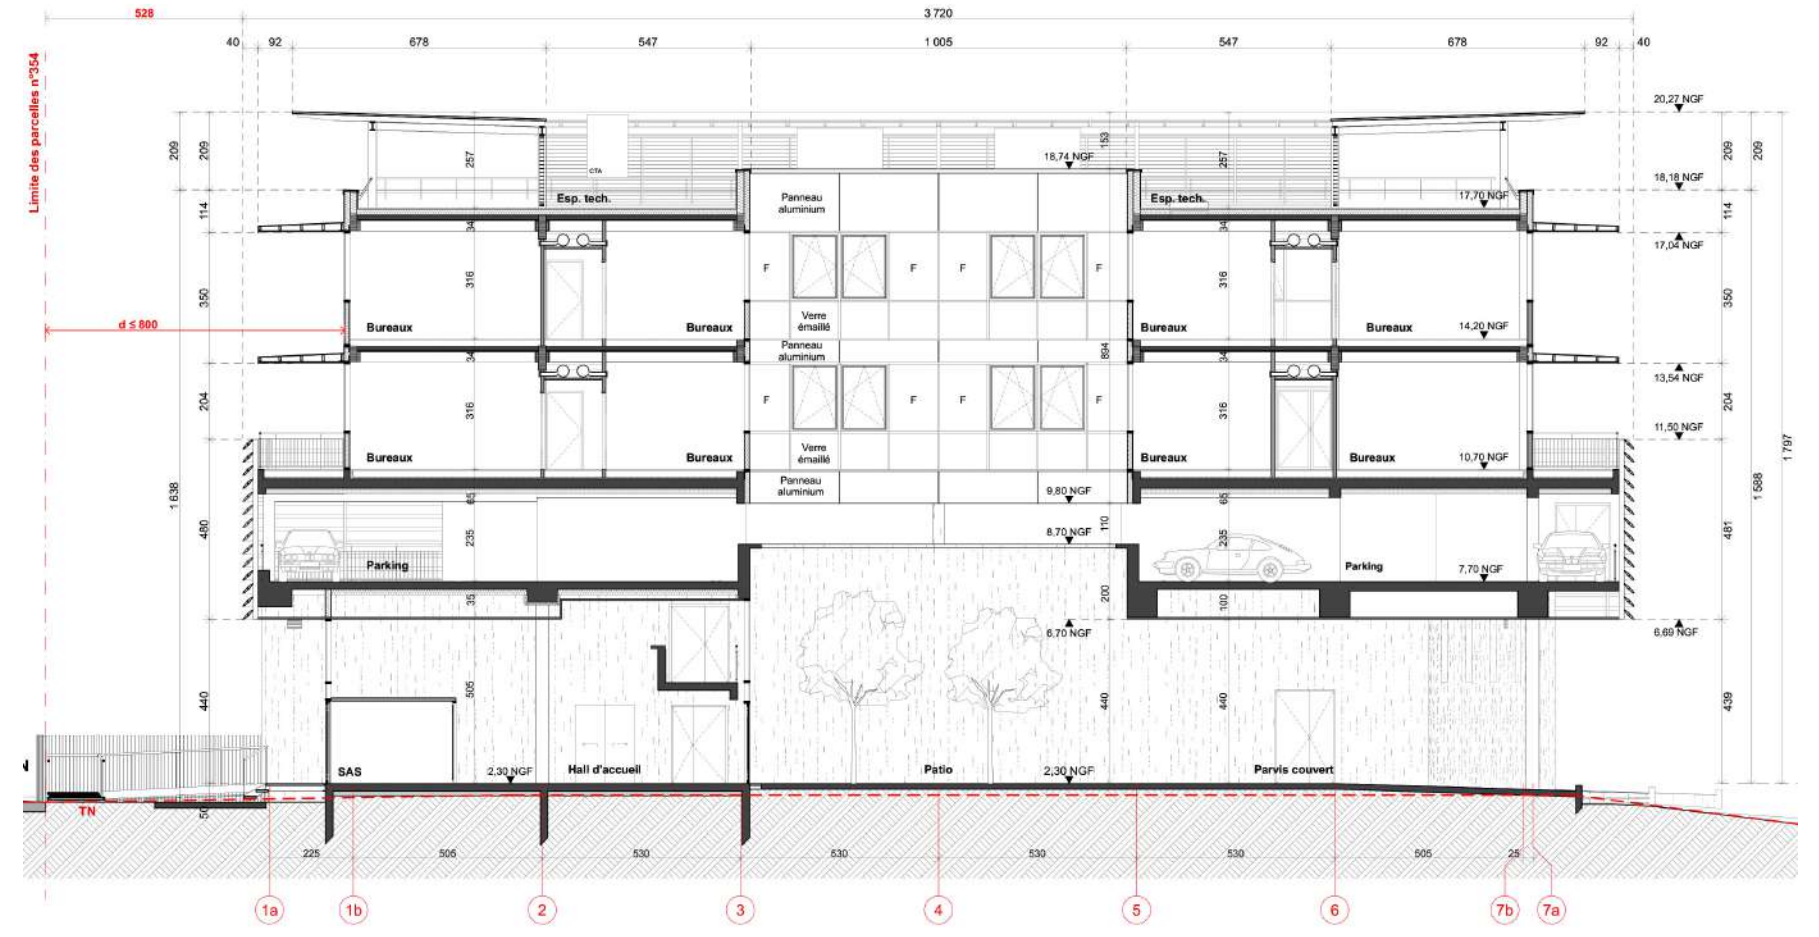 528
3 720
40
92
678
547
1 005
547
678
92
40
Limite des parcelles n°354
20,27 NGF
209
209
257
153
257
209
209
CTA
18,74 NGF
18,18 NGF
Esp. tech.
Panneau
aluminium
Esp. tech.
17,70 NGF
114
34
34
114
17,04 NGF
F
F
F
F
350
316
316
350
d ≤ 800
Bureaux
Bureaux
Verre
émaillé
Bureaux
Bureaux
14,20 NGF
Panneau
aluminium
34
894
34
13,54 NGF
F
F
F
F
204
316
316
204
11,50 NGF
Bureaux
Bureaux
Verre
émaillé
Bureaux
Bureaux
10,70 NGF
1 797
Panneau
aluminium
9,80 NGF
1 638
65
65
1 588
480
235
8,70 NGF
110
235
481
Parking
Parking
7,70 NGF
35
200
100
6,70 NGF
6,69 NGF
440
505
440
440
439
SAS
2,30 NGF
Hall d'accueil
Patio
2,30 NGF
Parvis couvert
TN
50
225
505
530
530
530
530
505
25
1a
1b
2
3
4
5
6
7b
7a